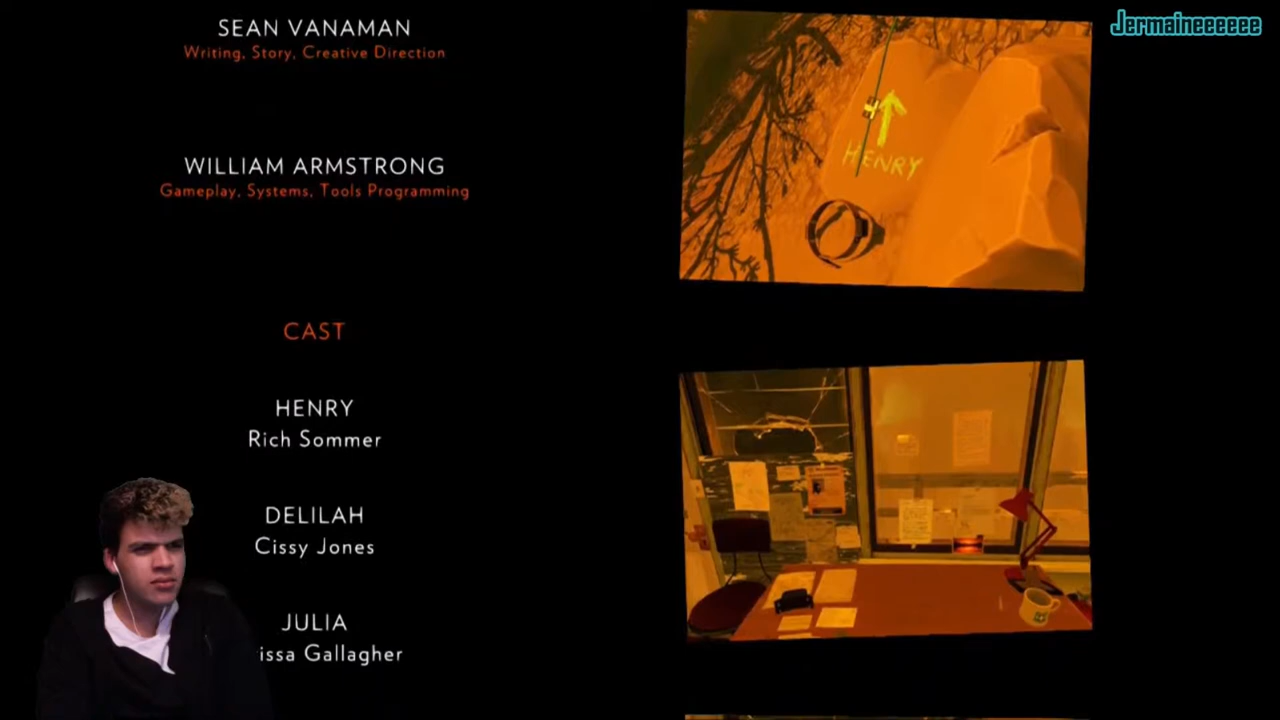 Jermaineeeeee
SEAN VANAMAN
Writing, Story, Creative Direction
WILLIAM ARMSTRONG
Gameplay, Systems, Tools Programming
CAST
HENRY
Rich Sommer
DELILAH
Cissy Jones
JULIA
issa Gallagher
HENRY